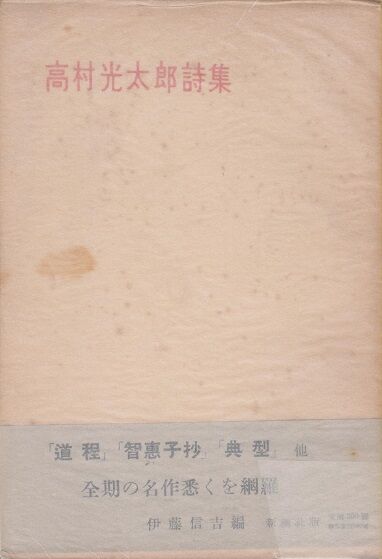 高村光太郎詩集
「道程」「智惠子抄」「典型」他
全期の名作悉くを網羅
伊藤信吉編 新潮社版